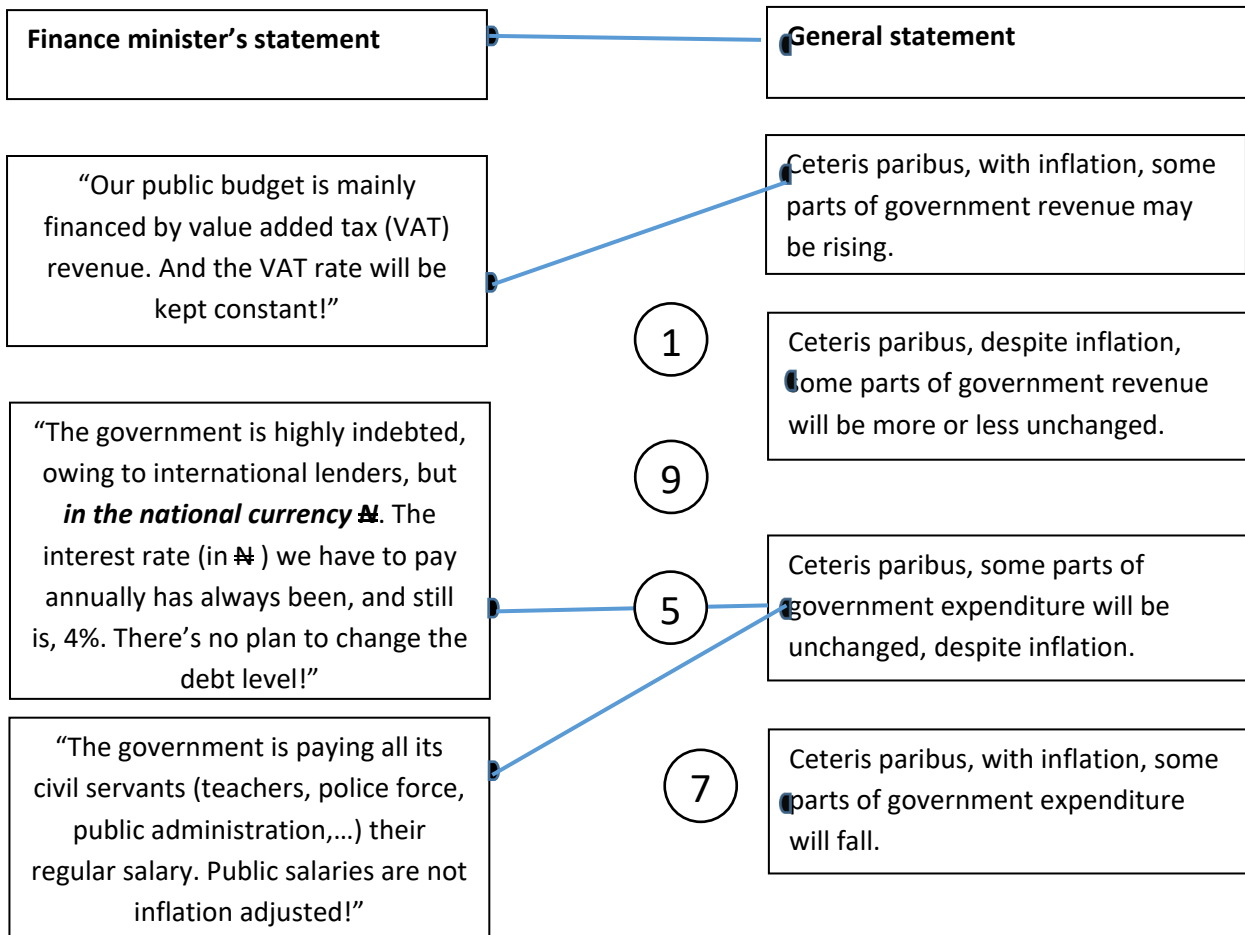 Finance minister’s statement
General statement
“Our public budget is mainly
financed by value added tax (VAT)
revenue. And the VAT rate will be
kept constant!”
Ceteris paribus, with inflation, some
parts of government revenue may
be rising.
1
Ceteris paribus, despite inflation,
some parts of government revenue
will be more or less unchanged.
“The government is highly indebted,
owing to international lenders, but
in the national currency ₦. The
interest rate (in ₦ ) we have to pay
annually has always been, and still
is, 4%. There’s no plan to change the
debt level!”
9
5
Ceteris paribus, some parts of
government expenditure will be
unchanged, despite inflation.
“The government is paying all its
civil servants (teachers, police force,
public administration,…) their
regular salary. Public salaries are not
inflation adjusted!”
7
Ceteris paribus, with inflation, some
parts of government expenditure
will fall.